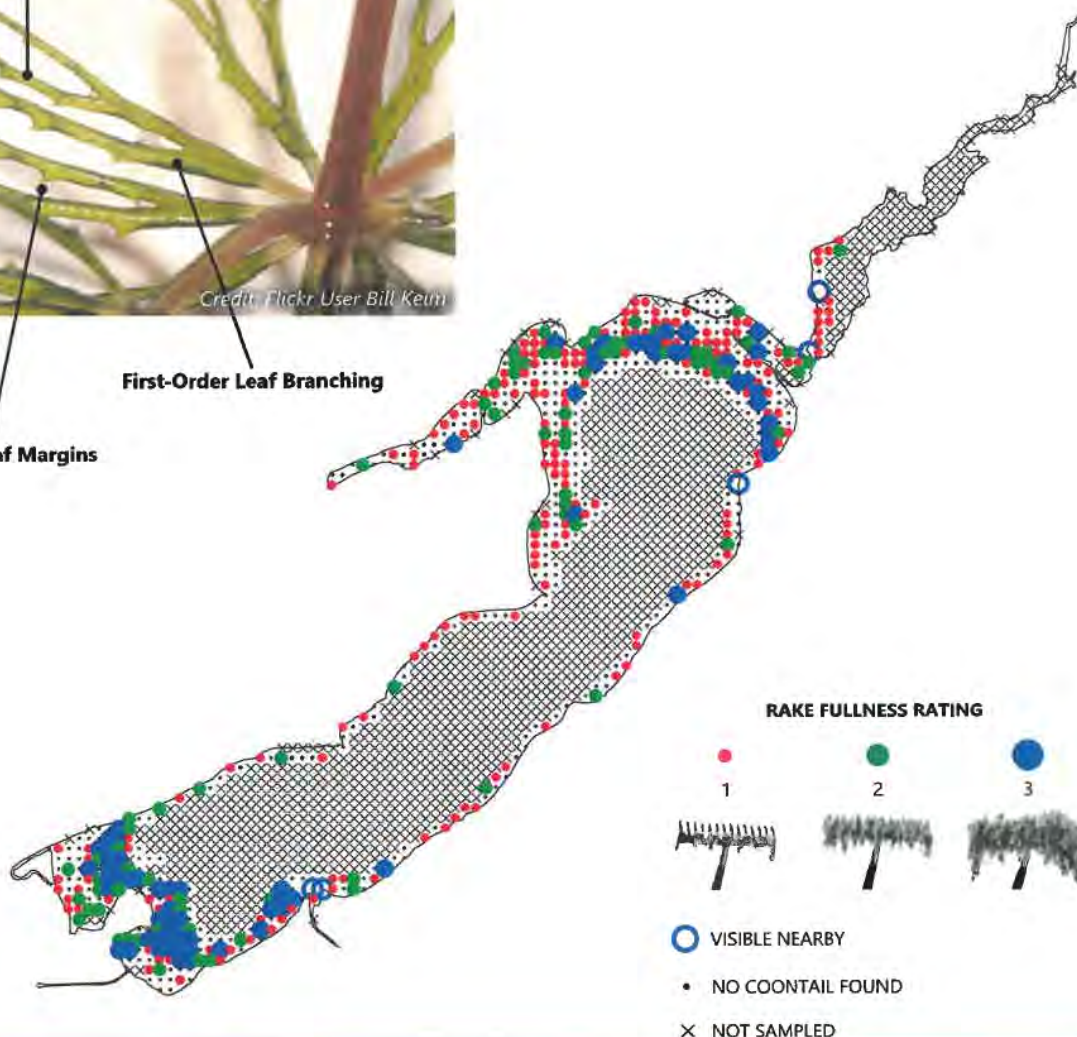 Credit: Flickr User Bill Keim
First-Order Leaf Branching
af Margins
RAKE FULLNESS RATING
1
2
3
VISIBLE NEARBY
NO COONTAIL FOUND
NOT SAMPLED